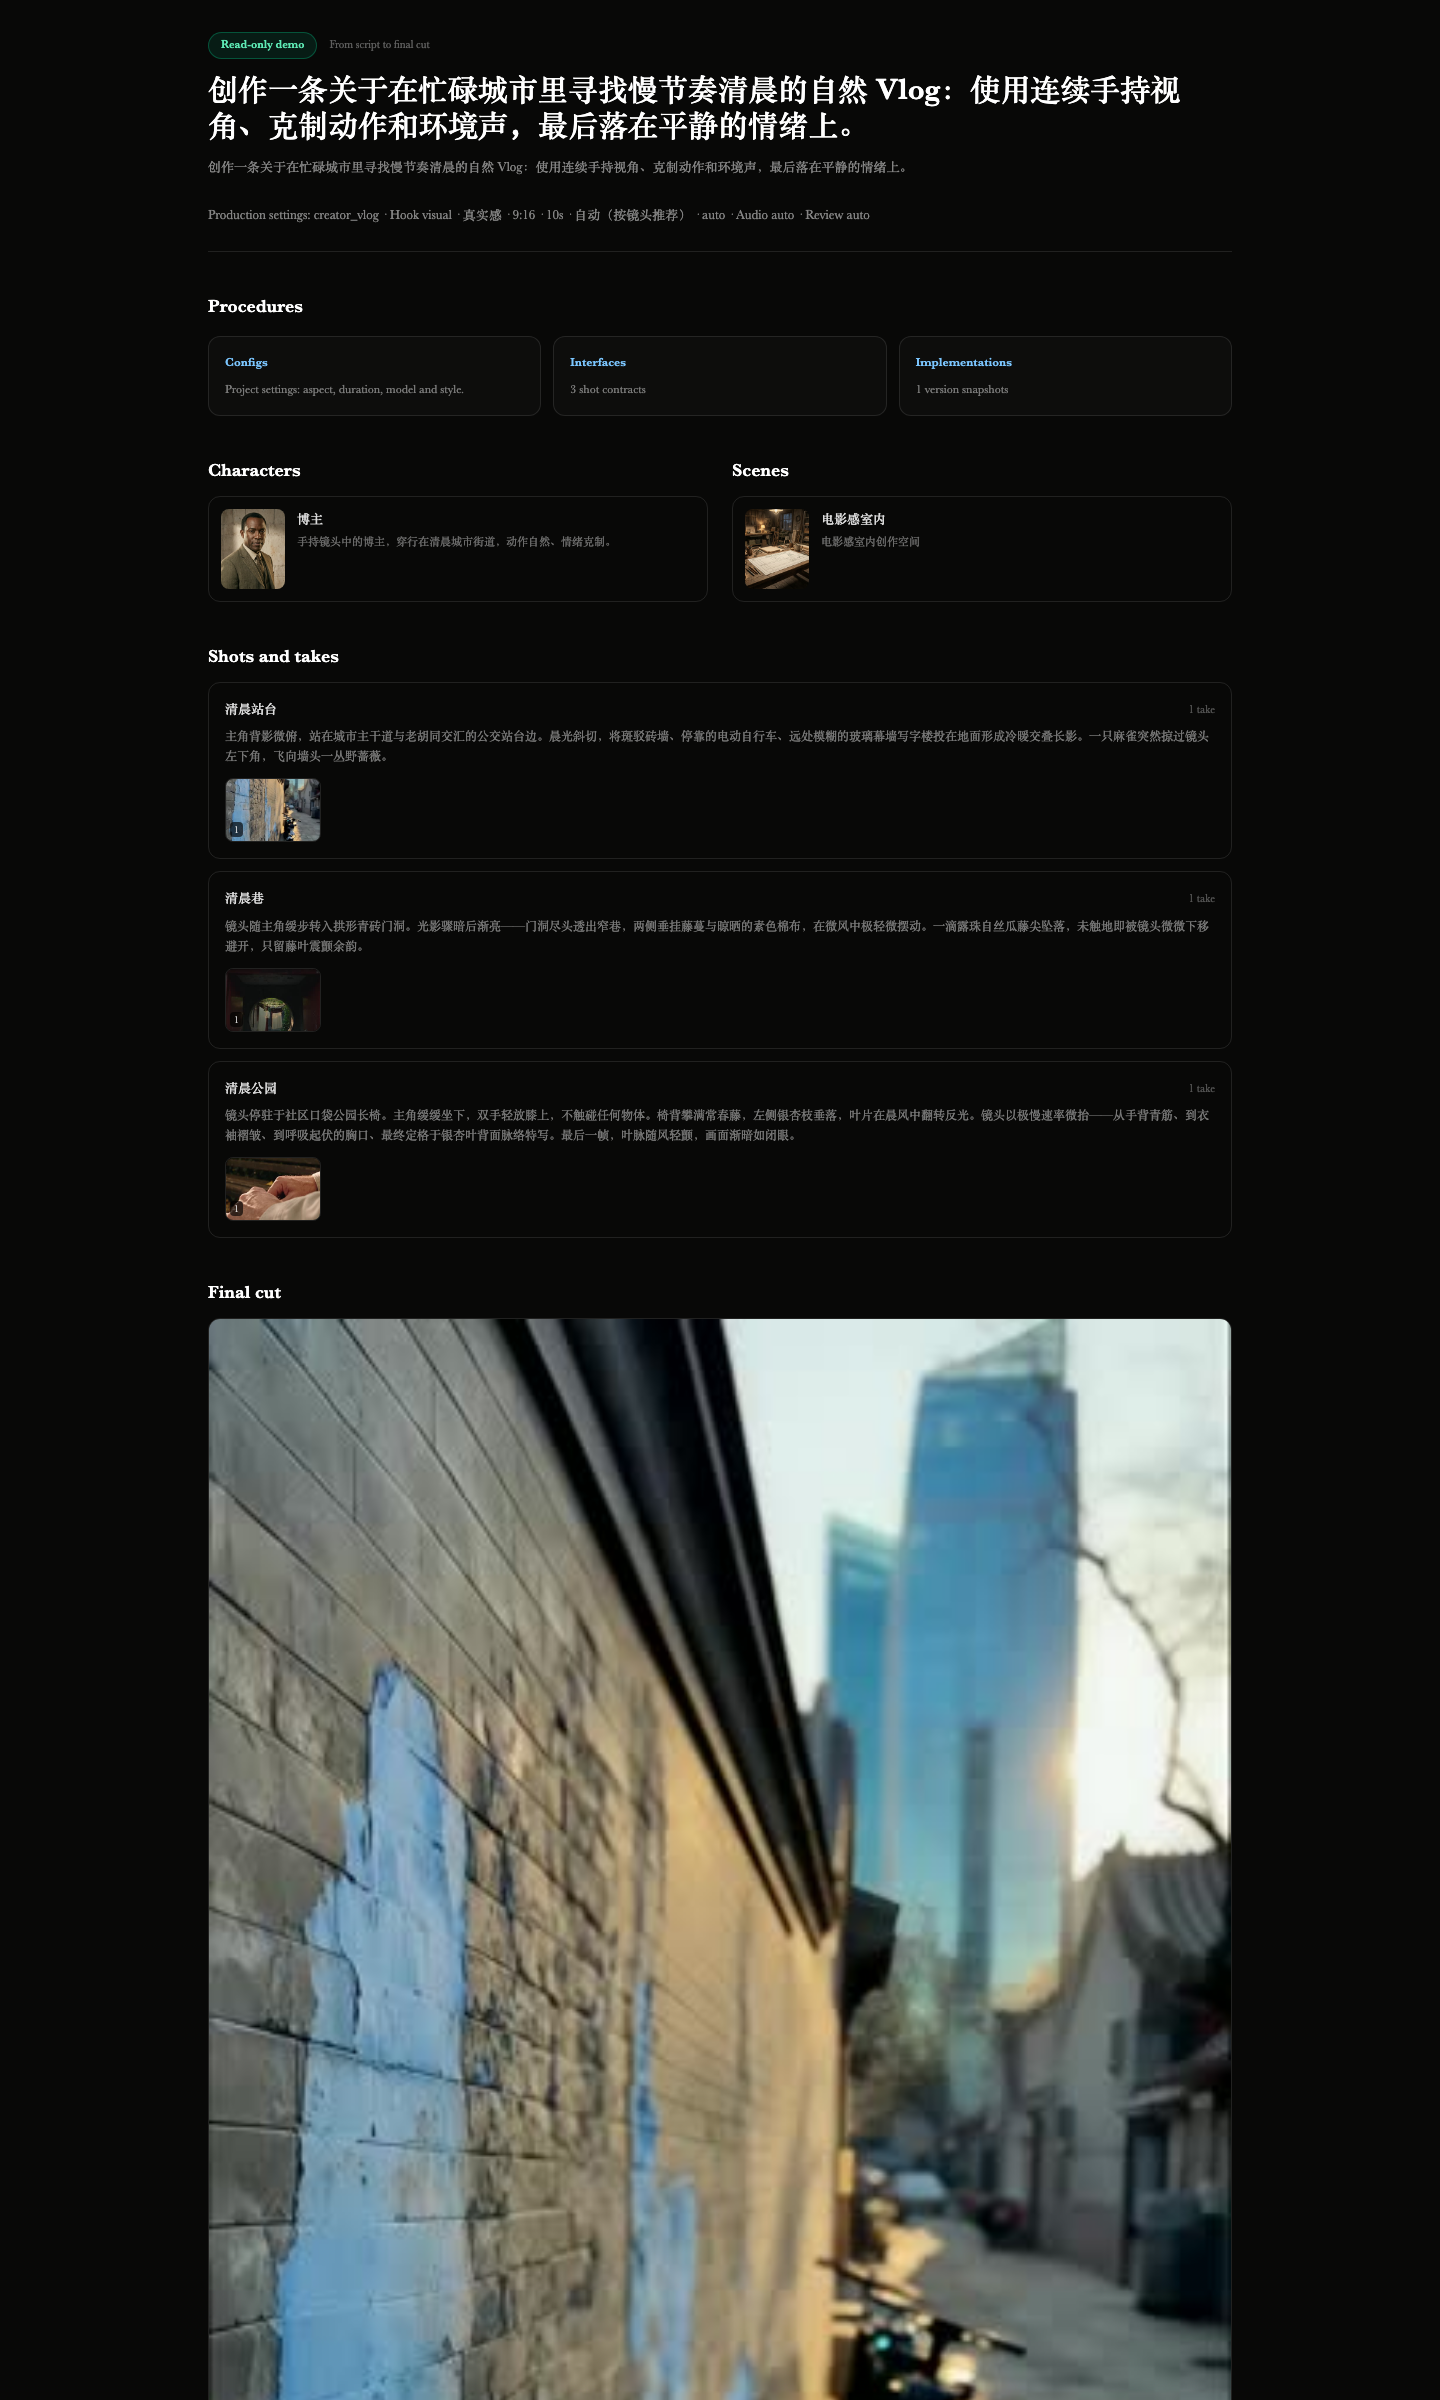 Read-only demo
From script to final cut
创作一条关于在忙碌城市里寻找慢节奏清晨的自然 Vlog：使用连续手持视
角、克制动作和环境声，最后落在平静的情绪上。
创作一条关于在忙碌城市里寻找慢节奏清晨的自然 Vlog：使用连续手持视角、克制动作和环境声，最后落在平静的情绪上。
Production settings: creator_vlog · Hook visual · 真实感 · 9:16 · 10s · 自动（按镜头推荐） · auto · Audio auto · Review auto
Procedures
Configs
Project settings: aspect, duration, model and style.
Interfaces
3 shot contracts
Implementations
1 version snapshots
Characters
博主
手持镜头中的博主，穿行在清晨城市街道，动作自然、情绪克制。
Scenes
电影感室内
电影感室内创作空间
Shots and takes
清晨站台
1 take
主角背影微俯，站在城市主干道与老胡同交汇的公交站台边。晨光斜切，将斑驳砖墙、停靠的电动自行车、远处模糊的玻璃幕墙写字楼投在地面形成冷暖交叠长影。一只麻雀突然掠过镜头
左下角，飞向墙头一丛野蔷薇。
1
清晨巷
1 take
镜头随主角缓步转入拱形青砖门洞。光影骤暗后渐亮——门洞尽头透出窄巷，两侧垂挂藤蔓与晾晒的素色棉布，在微风中极轻微摆动。一滴露珠自丝瓜藤尖坠落，未触地即被镜头微微下移
避开，只留藤叶震颤余韵。
1
清晨公园
1 take
镜头停驻于社区口袋公园长椅。主角缓缓坐下，双手轻放膝上，不触碰任何物体。椅背攀满常春藤，左侧银杏枝垂落，叶片在晨风中翻转反光。镜头以极慢速率微抬——从手背青筋、到衣
袖褶皱、到呼吸起伏的胸口、最终定格于银杏叶背面脉络特写。最后一帧，叶脉随风轻颤，画面渐暗如闭眼。
1
Final cut